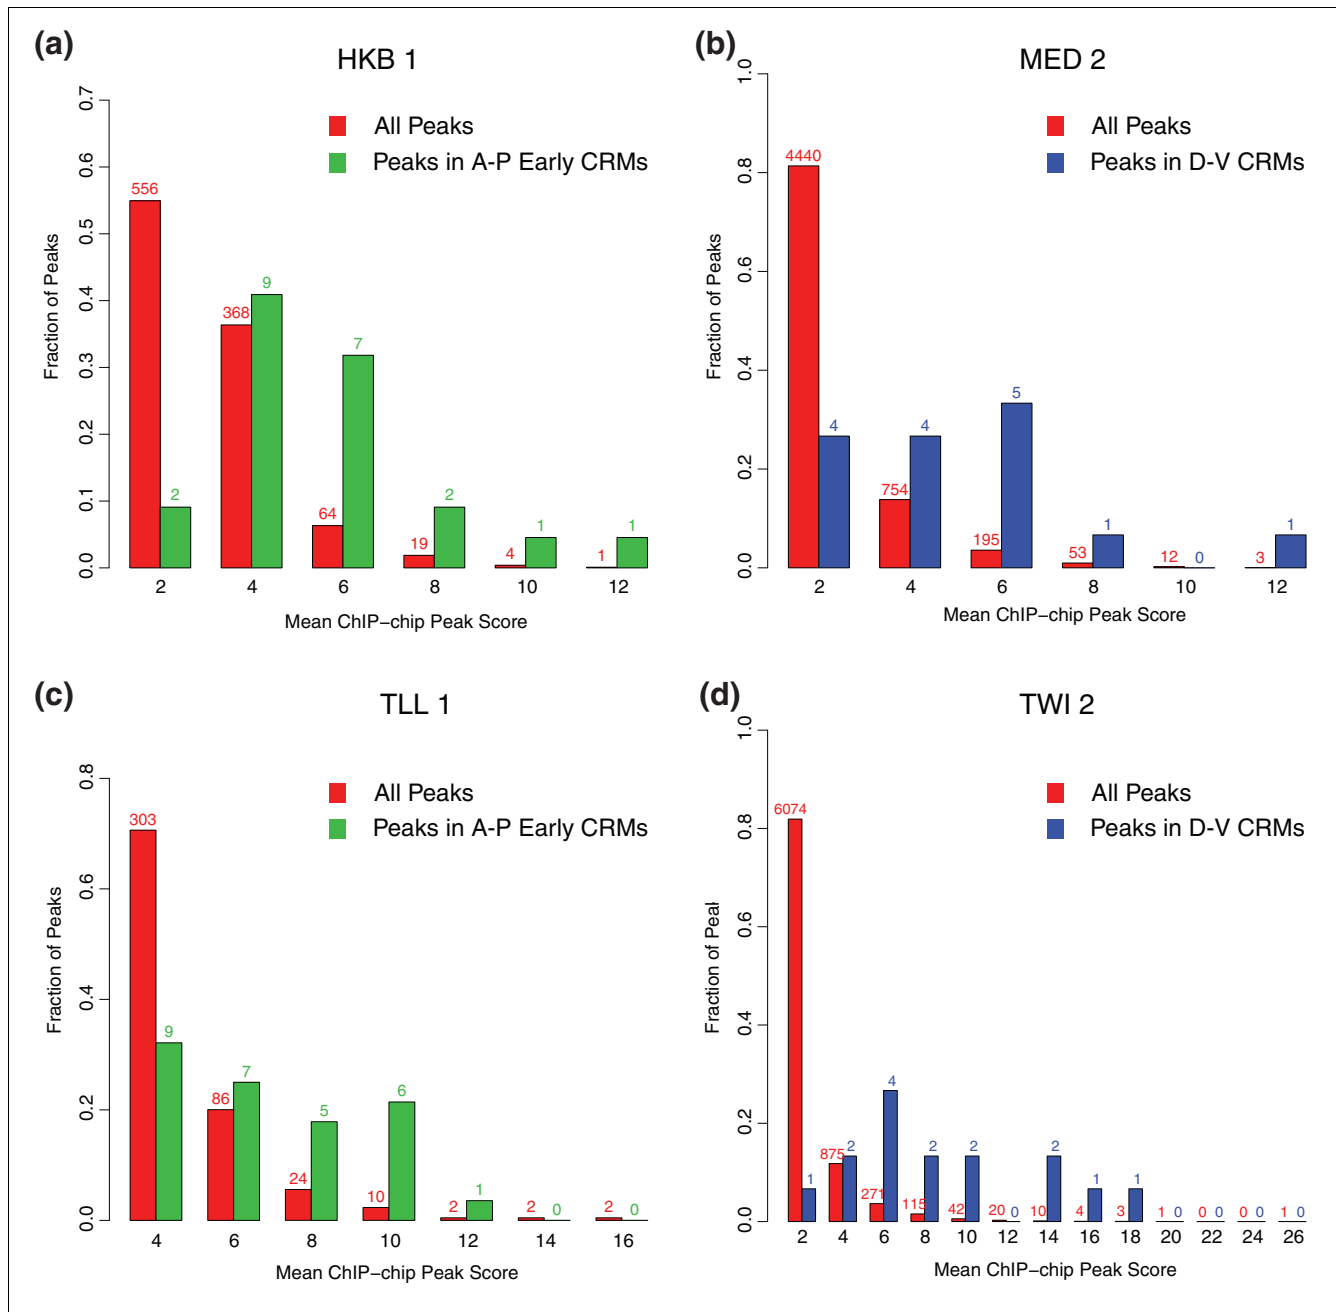 (a)
HKB 1
All Peaks
Peaks in A-P Early CRMs
Fraction of Peaks
0.0 0.1 0.2 0.3 0.4 0.5 0.6 0.7
556 368 64 19 4 1
2 9 7 2 1 1
2 4 6 8 10 12
Mean ChIP-chip Peak Score
(b)
MED 2
All Peaks
Peaks in D-V CRMs
Fraction of Peaks
0.0 0.2 0.4 0.6 0.8 1.0
4440 754 195 53 12 3
4 4 5 1 0 1
2 4 6 8 10 12
Mean ChIP-chip Peak Score
(c)
TLL 1
All Peaks
Peaks in A-P Early CRMs
Fraction of Peaks
0.0 0.2 0.4 0.6 0.8
303 86 24 10 2 2 2
9 7 5 6 1 0 0
4 6 8 10 12 14 16
Mean ChIP-chip Peak Score
(d)
TWI 2
All Peaks
Peaks in D-V CRMs
Fraction of Peal
0.0 0.2 0.4 0.6 0.8 1.0
6074 875 271 115 42 20 10 4 3 1 0 0 1
1 2 4 2 2 0 2 1 1 0 0 0 0
2 4 6 8 10 12 14 16 18 20 22 24 26
Mean ChIP-chip Peak Score